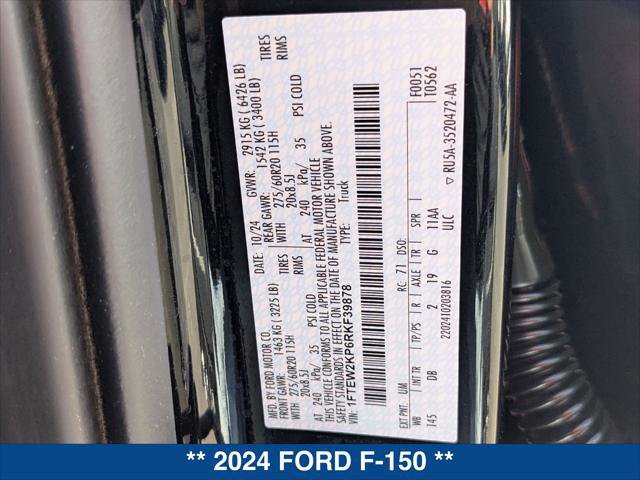 MFD. BY FORD MOTOR CO.
DATE: 10/24 GVWR: 2915 KG ( 6426 LB)
FRONT GAWR: 1463 KG ( 3225 LB) REAR GAWR: 1542 KG ( 3400 LB)
WITH 275/60R20 115H TIRES WITH 275/60R20 115H TIRES
20x8.5J RIMS 20x8.5J RIMS
AT 240 kPa/ 35 PSI COLD AT 240 kPa/ 35 PSI COLD
THIS VEHICLE CONFORMS TO ALL APPLICABLE FEDERAL MOTOR VEHICLE
SAFETY STANDARDS IN EFFECT ON THE DATE OF MANUFACTURE SHOWN ABOVE.
VIN: 1FTEW2KP6RKF39878 TYPE: Truck
F0051
T0562
EXT PNT: UM RC: 71 DSO:
WB INT TR TP/PS R AXLE TR SPR
145 DB 2 19 G 11AA
ULC
2202410203816
▽ RU5A-3520472-AA
** 2024 FORD F-150 **